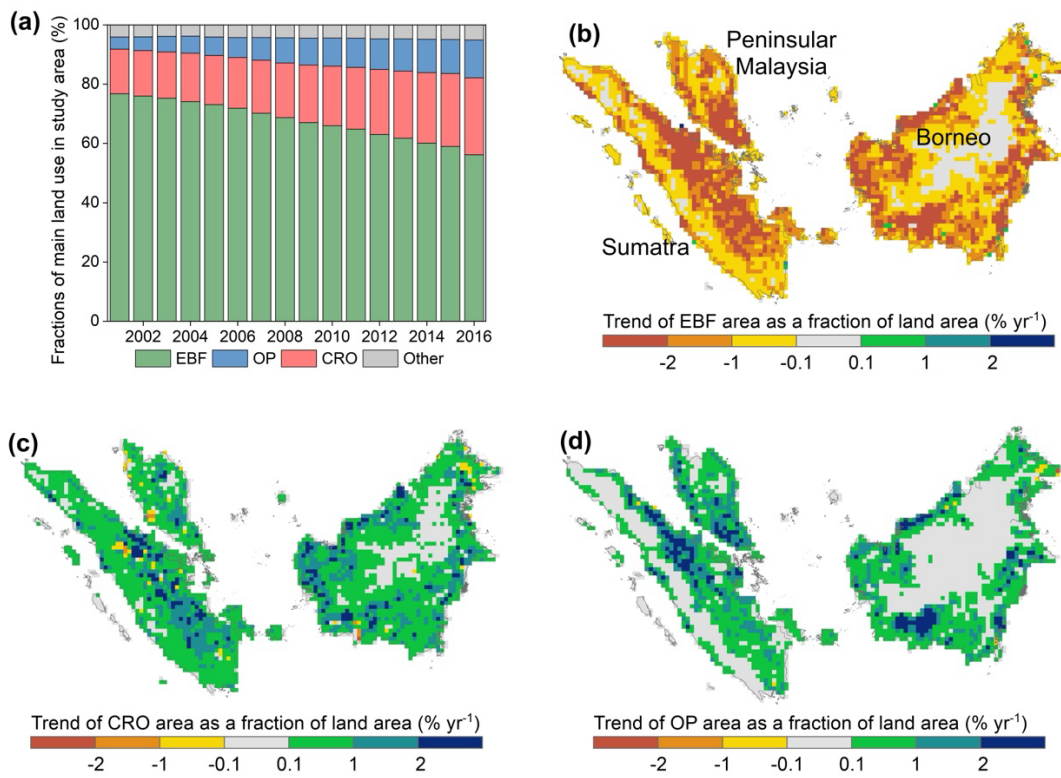 (a)
Fractions of main land use in study area (%)
100
80
60
40
20
0
2002 2004 2006 2008 2010 2012 2014 2016
EBF OP CRO Other
(b)
Peninsular
Malaysia
Borneo
Sumatra
Trend of EBF area as a fraction of land area (% yr-1)
-2 -1 -0.1 0.1 1 2
(c)
Trend of CRO area as a fraction of land area (% yr-1)
-2 -1 -0.1 0.1 1 2
(d)
Trend of OP area as a fraction of land area (% yr-1)
-2 -1 -0.1 0.1 1 2